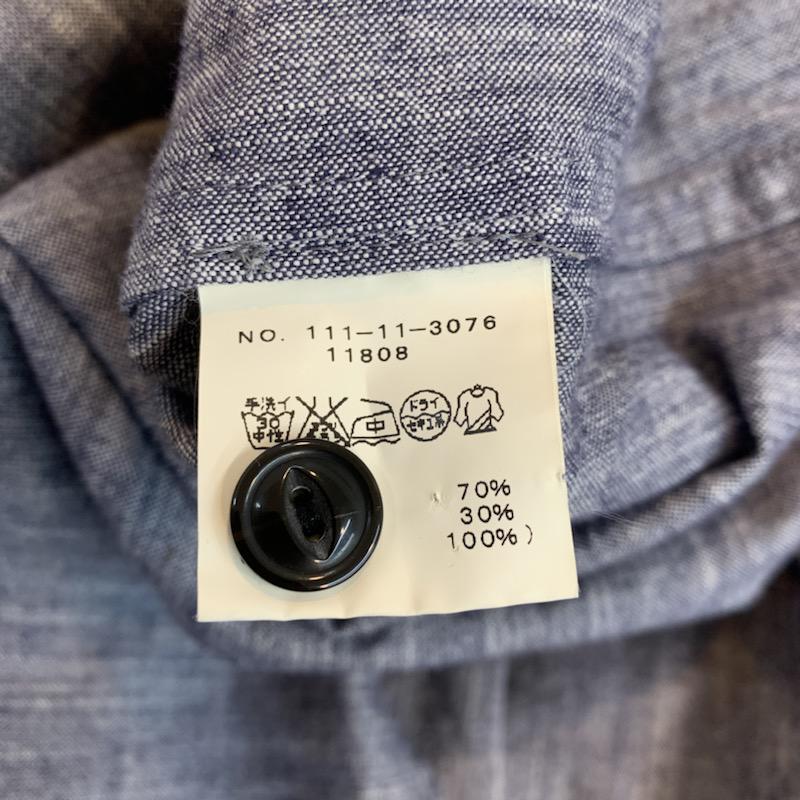 NO. 111-11-3076
11808
手洗イ
30
中性
中
ドライ
セキユ系
70%
30%
100%)